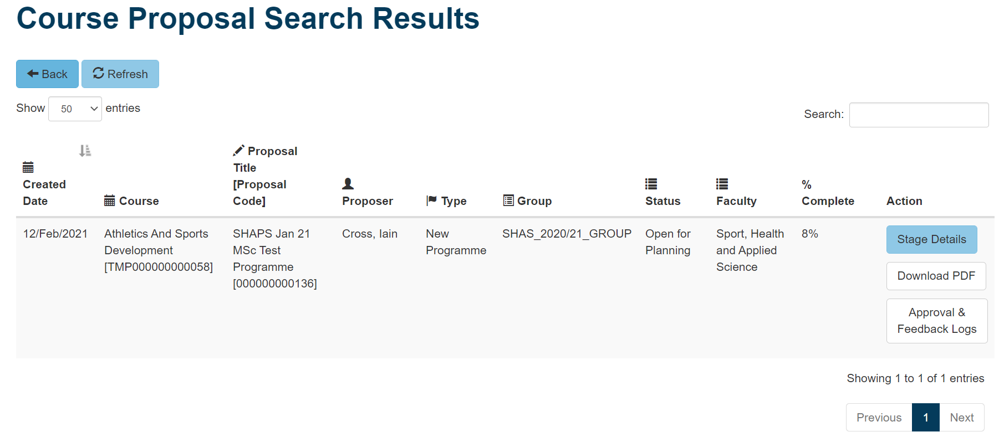 Course Proposal Search Results
Back Refresh
Show 50 entries
Search:
Created Date
Course
Proposal Title [Proposal Code]
Proposer
Type
Group
Status
Faculty
% Complete
Action
12/Feb/2021
Athletics And Sports
Development
[TMP000000000058]
SHAPS Jan 21
MSc Test
Programme
[000000000136]
Cross, Iain
New
Programme
SHAS_2020/21_GROUP
Open for
Planning
Sport, Health
and Applied
Science
8%
Stage Details
Download PDF
Approval &
Feedback Logs
Showing 1 to 1 of 1 entries
Previous 1 Next